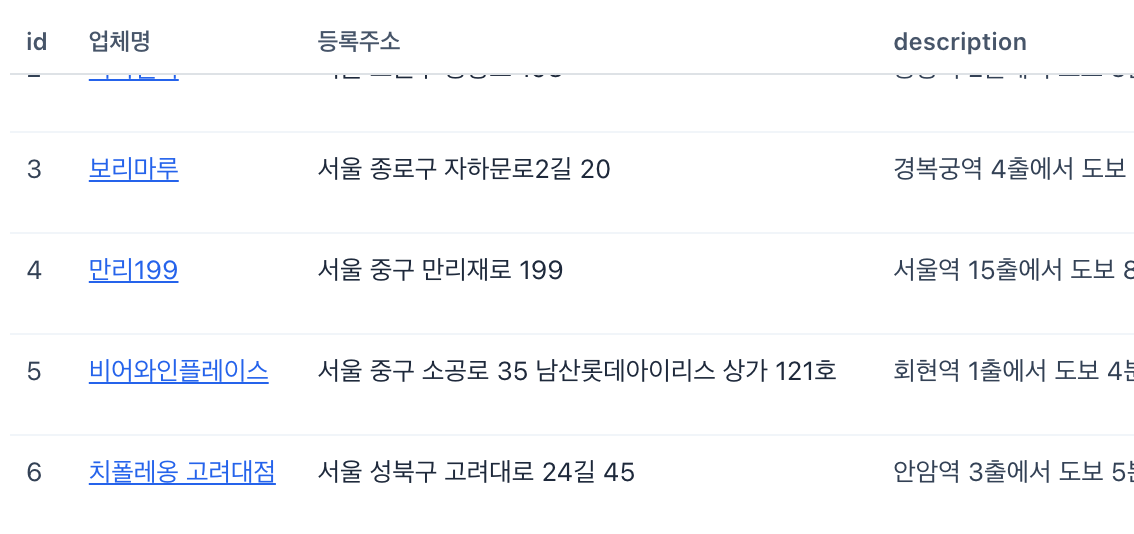 id 업체명 등록주소 description
3 보리마루 서울 종로구 자하문로2길 20 경복궁역 4출에서 도보
4 만리199 서울 중구 만리재로 199 서울역 15출에서 도보 8
5 비어와인플레이스 서울 중구 소공로 35 남산롯데아이리스 상가 121호 회현역 1출에서 도보 4분
6 치폴레옹 고려대점 서울 성북구 고려대로 24길 45 안암역 3출에서 도보 5분